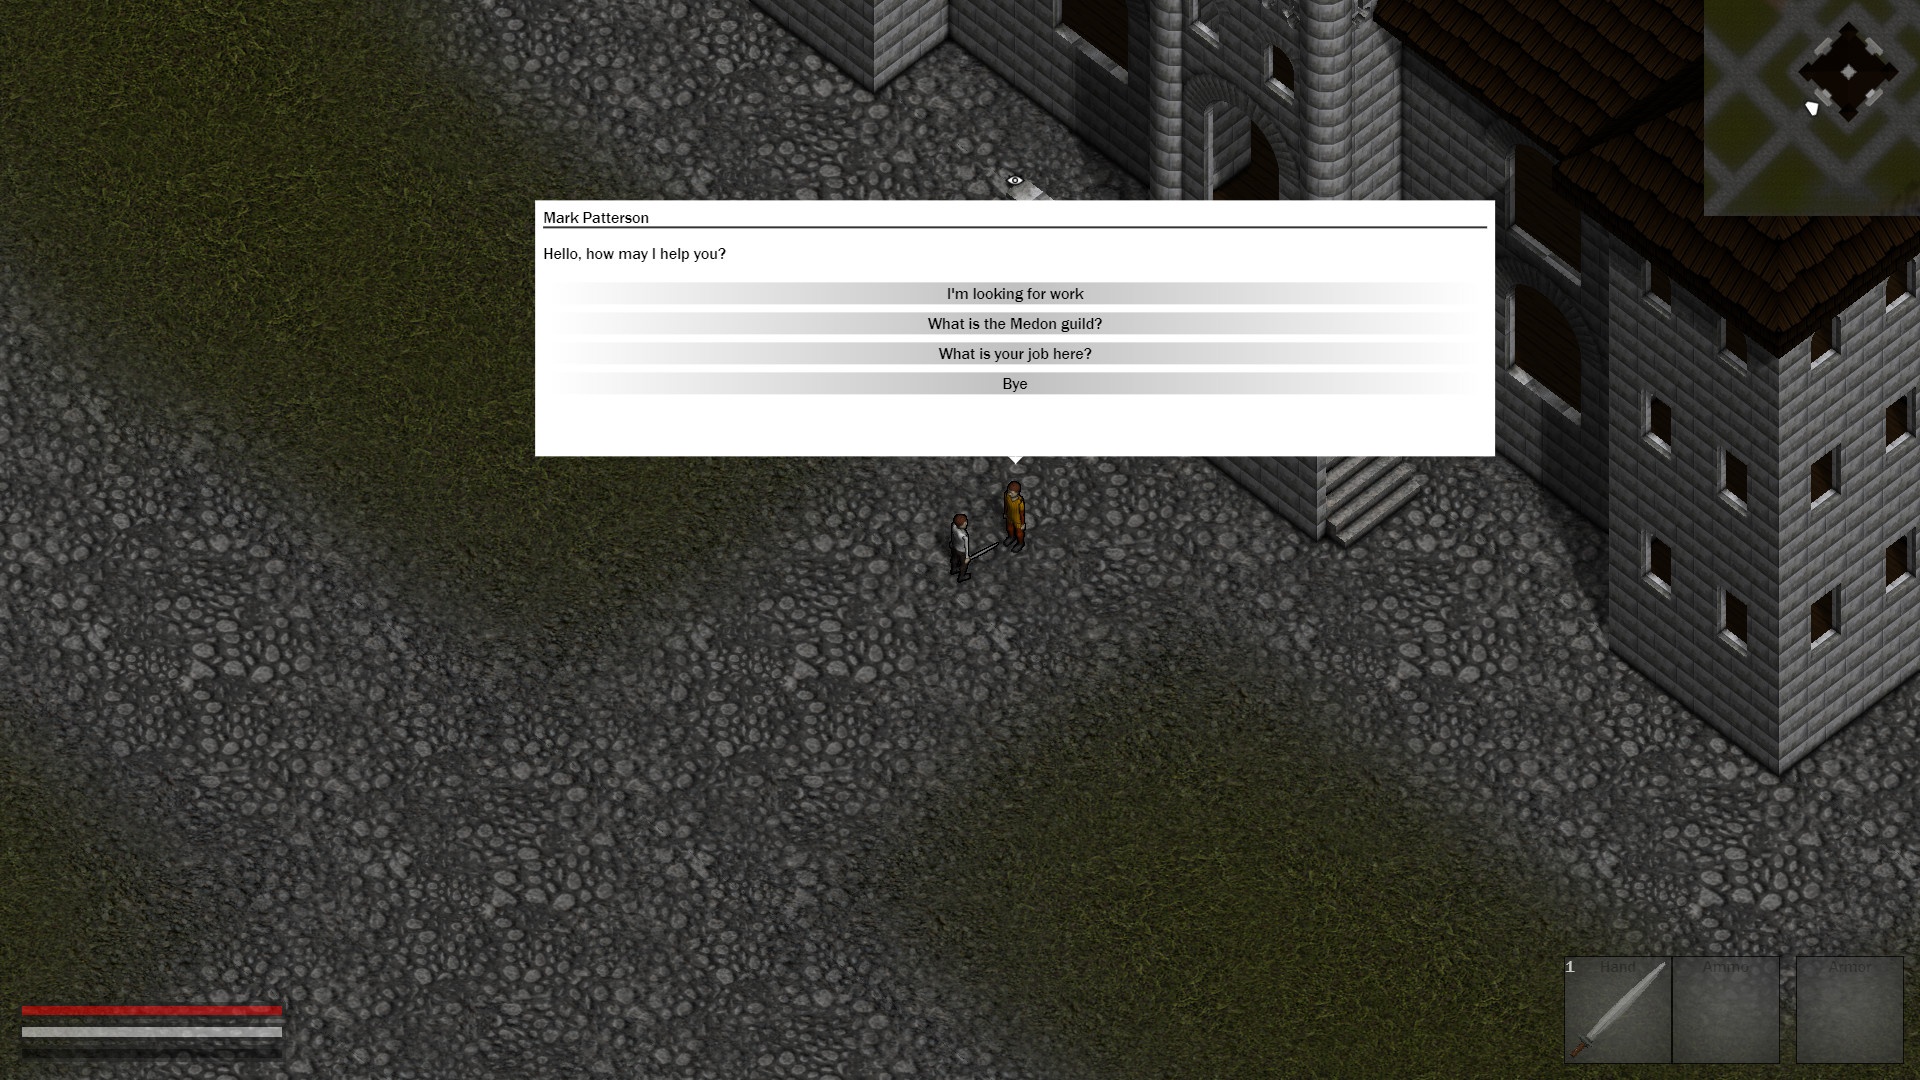 Mark Patterson
Hello, how may I help you?
I'm looking for work
What is the Medon guild?
What is your job here?
Bye
1 Hand Ammo Armor